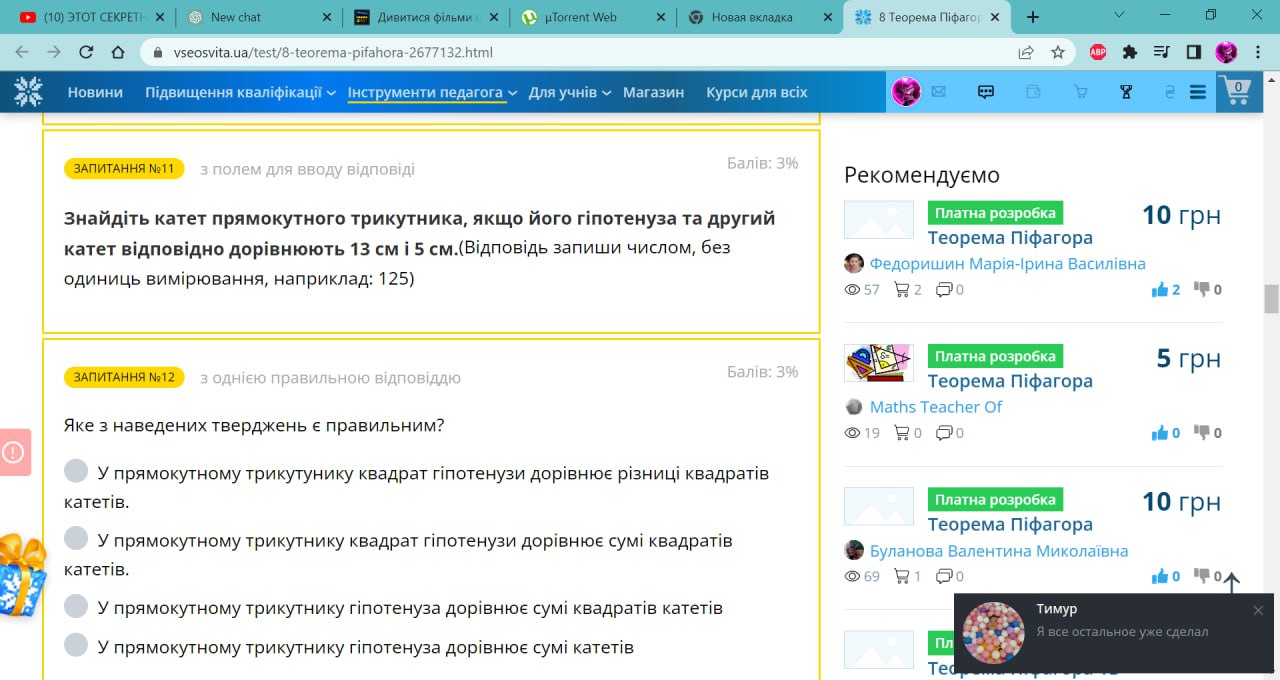 (10) ЭТОТ СЕКРЕТН
New chat
Дивитися фільми о
µTorrent Web
Новая вкладка
8 Теорема Піфагор
vseosvita.ua/test/8-teorema-pifahora-2677132.html
ABP
Новини
Підвищення кваліфікації
Інструменти педагога
Для учнів
Магазин
Курси для всіх
0
ЗАПИТАННЯ №11
з полем для вводу відповіді
Балів: 3%
Знайдіть катет прямокутного трикутника, якщо його гіпотенуза та другий
катет відповідно дорівнюють 13 см і 5 см.(Відповідь запиши числом, без
одиниць вимірювання, наприклад: 125)
ЗАПИТАННЯ №12
з однією правильною відповіддю
Балів: 3%
Яке з наведених тверджень є правильним?
У прямокутному трикутунику квадрат гіпотенузи дорівнює різниці квадратів
катетів.
У прямокутному трикутнику квадрат гіпотенузи дорівнює сумі квадратів
катетів.
У прямокутному трикутнику гіпотенуза дорівнює сумі квадратів катетів
У прямокутному трикутнику гіпотенуза дорівнює сумі катетів
Рекомендуємо
Платна розробка
10 грн
Теорема Піфагора
Федоришин Марія-Ірина Василівна
57 2 0 2 0
Платна розробка
5 грн
Теорема Піфагора
Maths Teacher Of
19 0 0 0 0
Платна розробка
10 грн
Теорема Піфагора
Буланова Валентина Миколаївна
69 1 0 0 0
Тимур
Я все остальное уже сделал